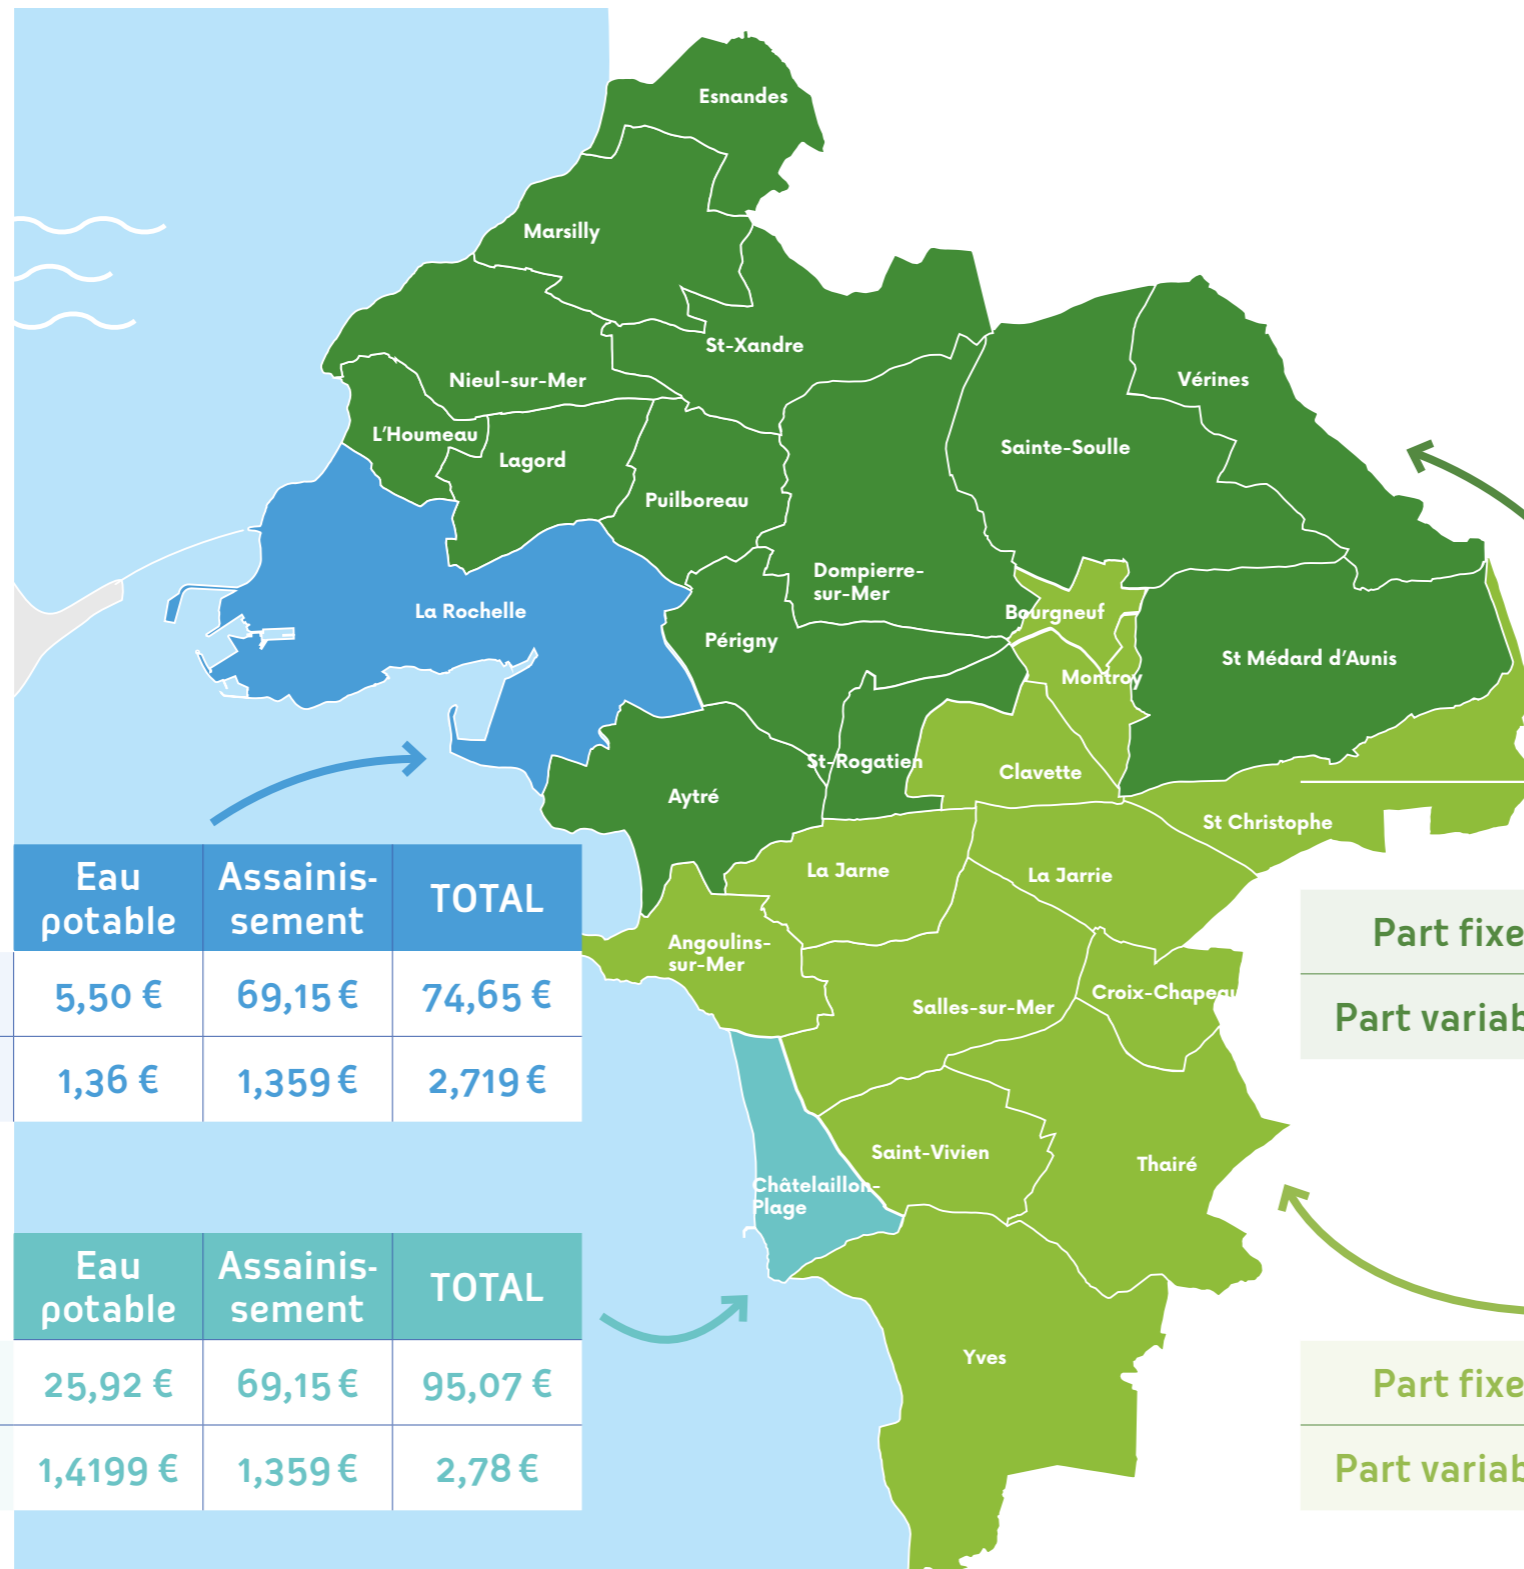 Esnandes
Marsilly
St-Xandre
Nieul-sur-Mer
Vérines
L'Houmeau
Lagord
Sainte-Soulle
Puilboreau
Dompierre-
sur-Mer
La Rochelle
Bourgneuf
Périgny
St Médard d'Aunis
Montroy
St-Rogatien
Clavette
Aytré
St Christophe
La Jarne
La Jarrie
Angoulins-
sur-Mer
Croix-Chapeau
Salles-sur-Mer
Saint-Vivien
Thairé
Châtelaillon-
Plage
Yves
Eau
potable
Assainis-
sement
TOTAL
5,50 € 69,15 € 74,65 €
1,36 € 1,359 € 2,719 €
Eau
potable
Assainis-
sement
TOTAL
25,92 € 69,15 € 95,07 €
1,4199 € 1,359 € 2,78 €
Part fixe
Part variab
Part fixe
Part variab